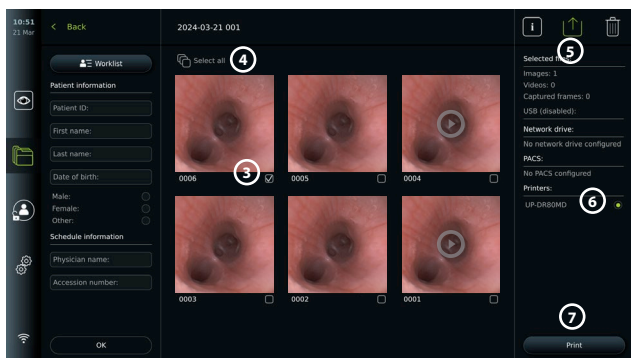 10:51
21 Mar
Back
2024-03-21 001
i
Worklist
Patient information
Patient ID:
First name:
Last name:
Date of birth:
Male:
Female:
Other:
Schedule information
Physician name:
Accession number:
OK
Select all
4
0006
3
0005
0004
0003
0002
0001
5
Images: 1
Videos: 0
Captured frames: 0
USB (disabled):
Network drive:
No network drive configured
PACS:
No PACS configured
Printers:
UP-DR80MD
6
7
Print